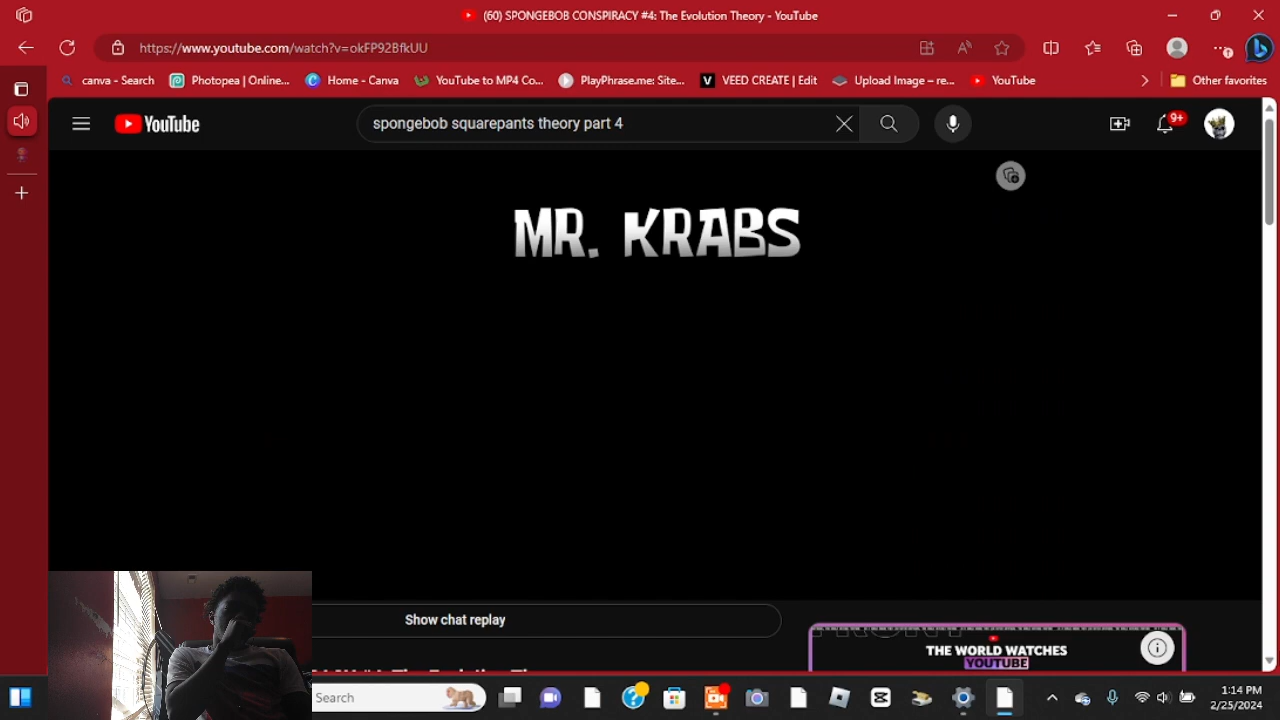 (60) SPONGEBOB CONSPIRACY #4: The Evolution Theory - YouTube
https://www.youtube.com/watch?v=okFP92BfkUU
canva - Search
Photopea | Online...
Home - Canva
YouTube to MP4 Co...
PlayPhrase.me: Site...
VEED CREATE | Edit
Upload Image – re...
YouTube
Other favorites
YouTube
spongebob squarepants theory part 4
9+
MR. KRABS
Show chat replay
THE WORLD WATCHES
YOUTUBE
Search
1:14 PM
2/25/2024